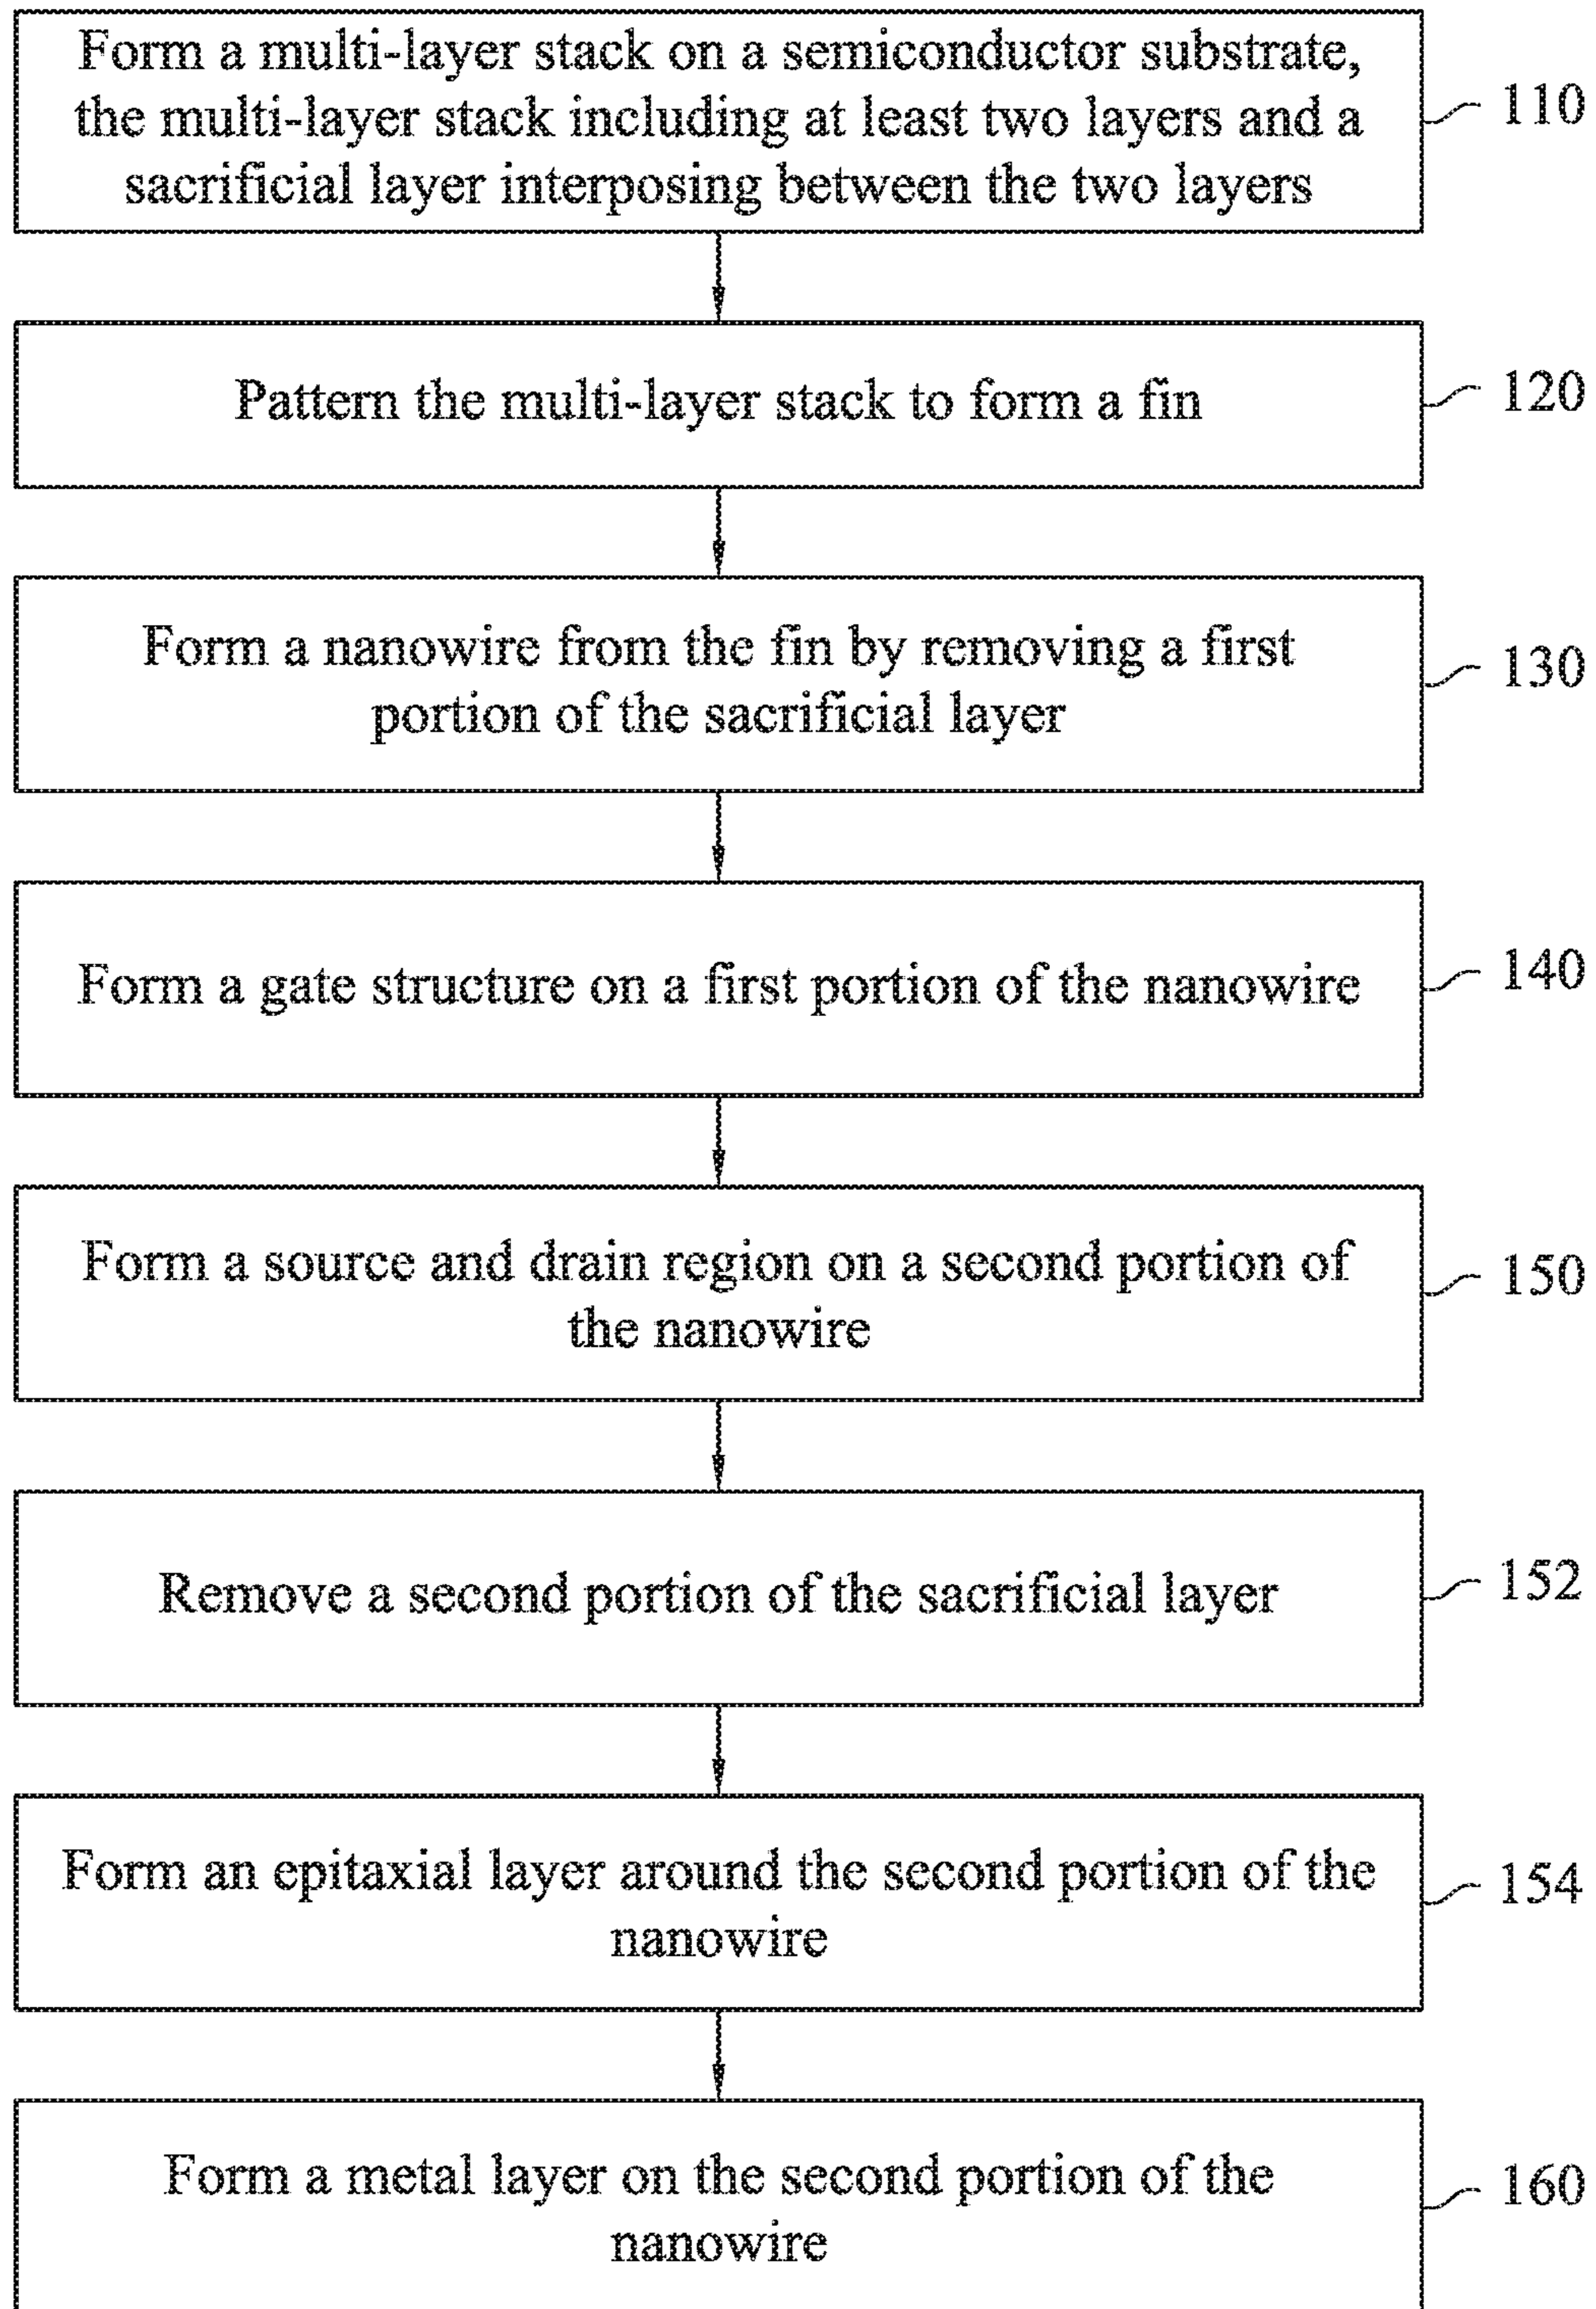 Form a multi-layer stack on a semiconductor substrate,
the multi-layer stack including at least two layers and a
sacrificial layer interposing between the two layers
110
Pattern the multi-layer stack to form a fin
120
Form a nanowire from the fin by removing a first
portion of the sacrificial layer
130
Form a gate structure on a first portion of the nanowire
140
Form a source and drain region on a second portion of
the nanowire
150
Remove a second portion of the sacrificial layer
152
Form an epitaxial layer around the second portion of the
nanowire
154
Form a metal layer on the second portion of the
nanowire
160